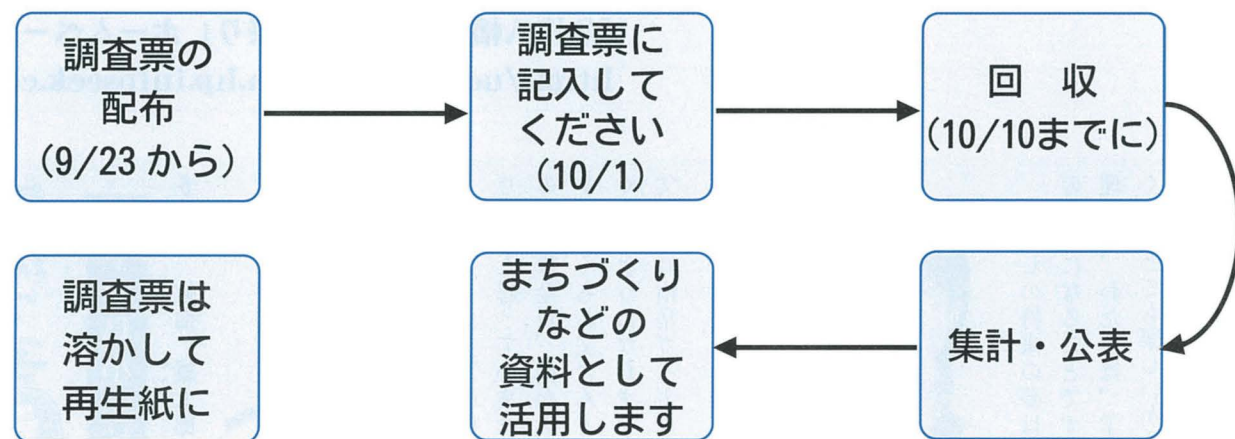 調査票の
配布
(9/23から)
調査票に
記入して
ください
(10/1)
回　収
(10/10までに)
集計・公表
まちづくり
などの
資料として
活用します
調査票は
溶かして
再生紙に